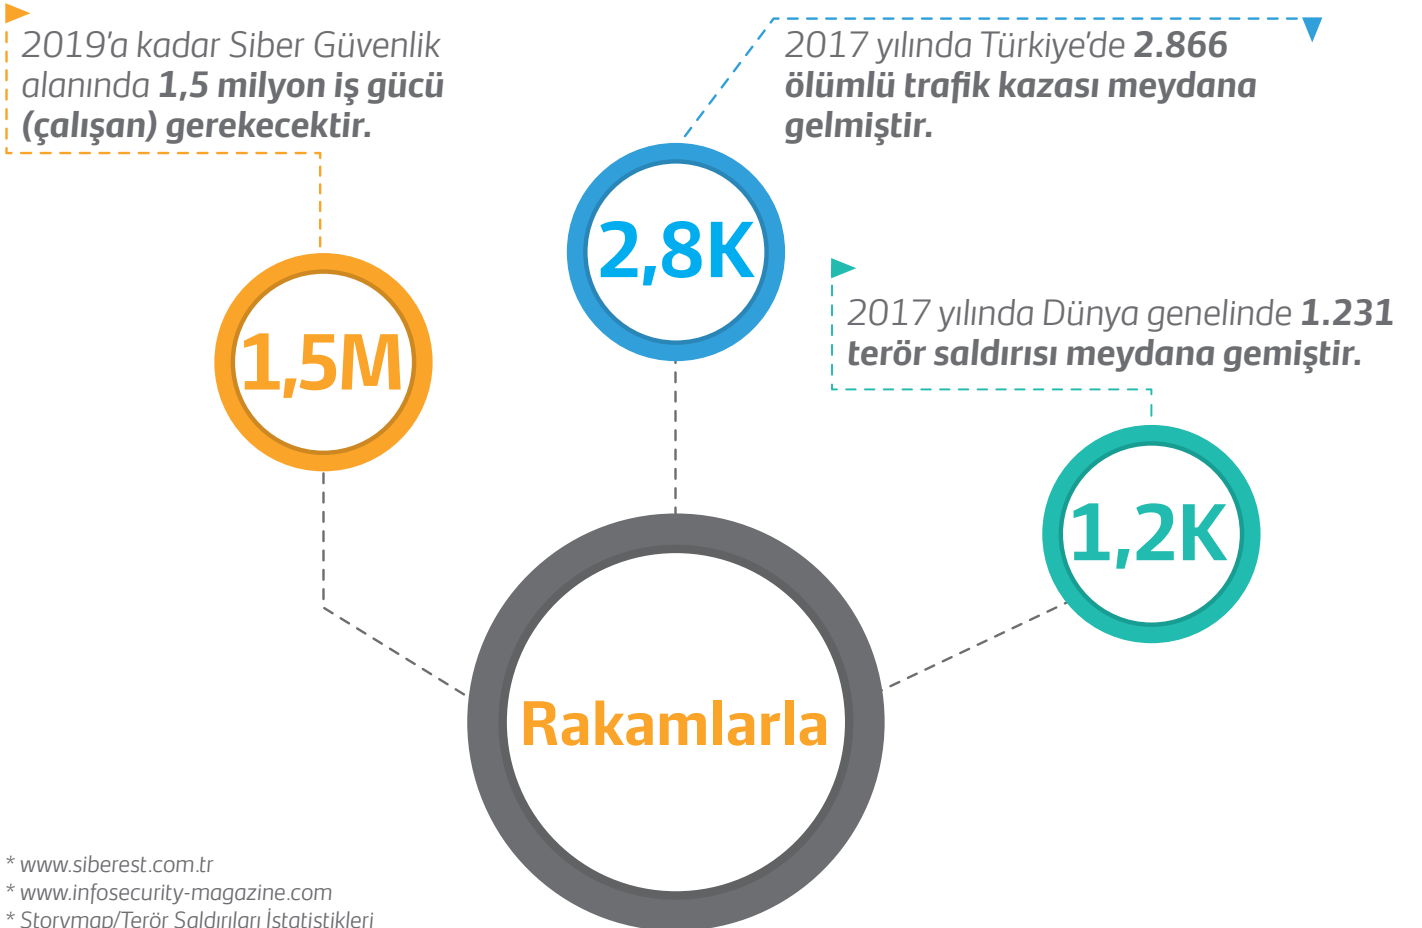 2019'a kadar Siber Güvenlik
alanında 1,5 milyon iş gücü
(çalışan) gerekecektir.
2017 yılında Türkiye'de 2.866
ölümlü trafik kazası meydana
gelmiştir.
2,8K
2017 yılında Dünya genelinde 1.231
terör saldırısı meydana gemiştir.
1,5M
1,2K
Rakamlarla
* www.siberest.com.tr
* www.infosecurity-magazine.com
* Storymap/Terör Saldırıları İstatistikleri